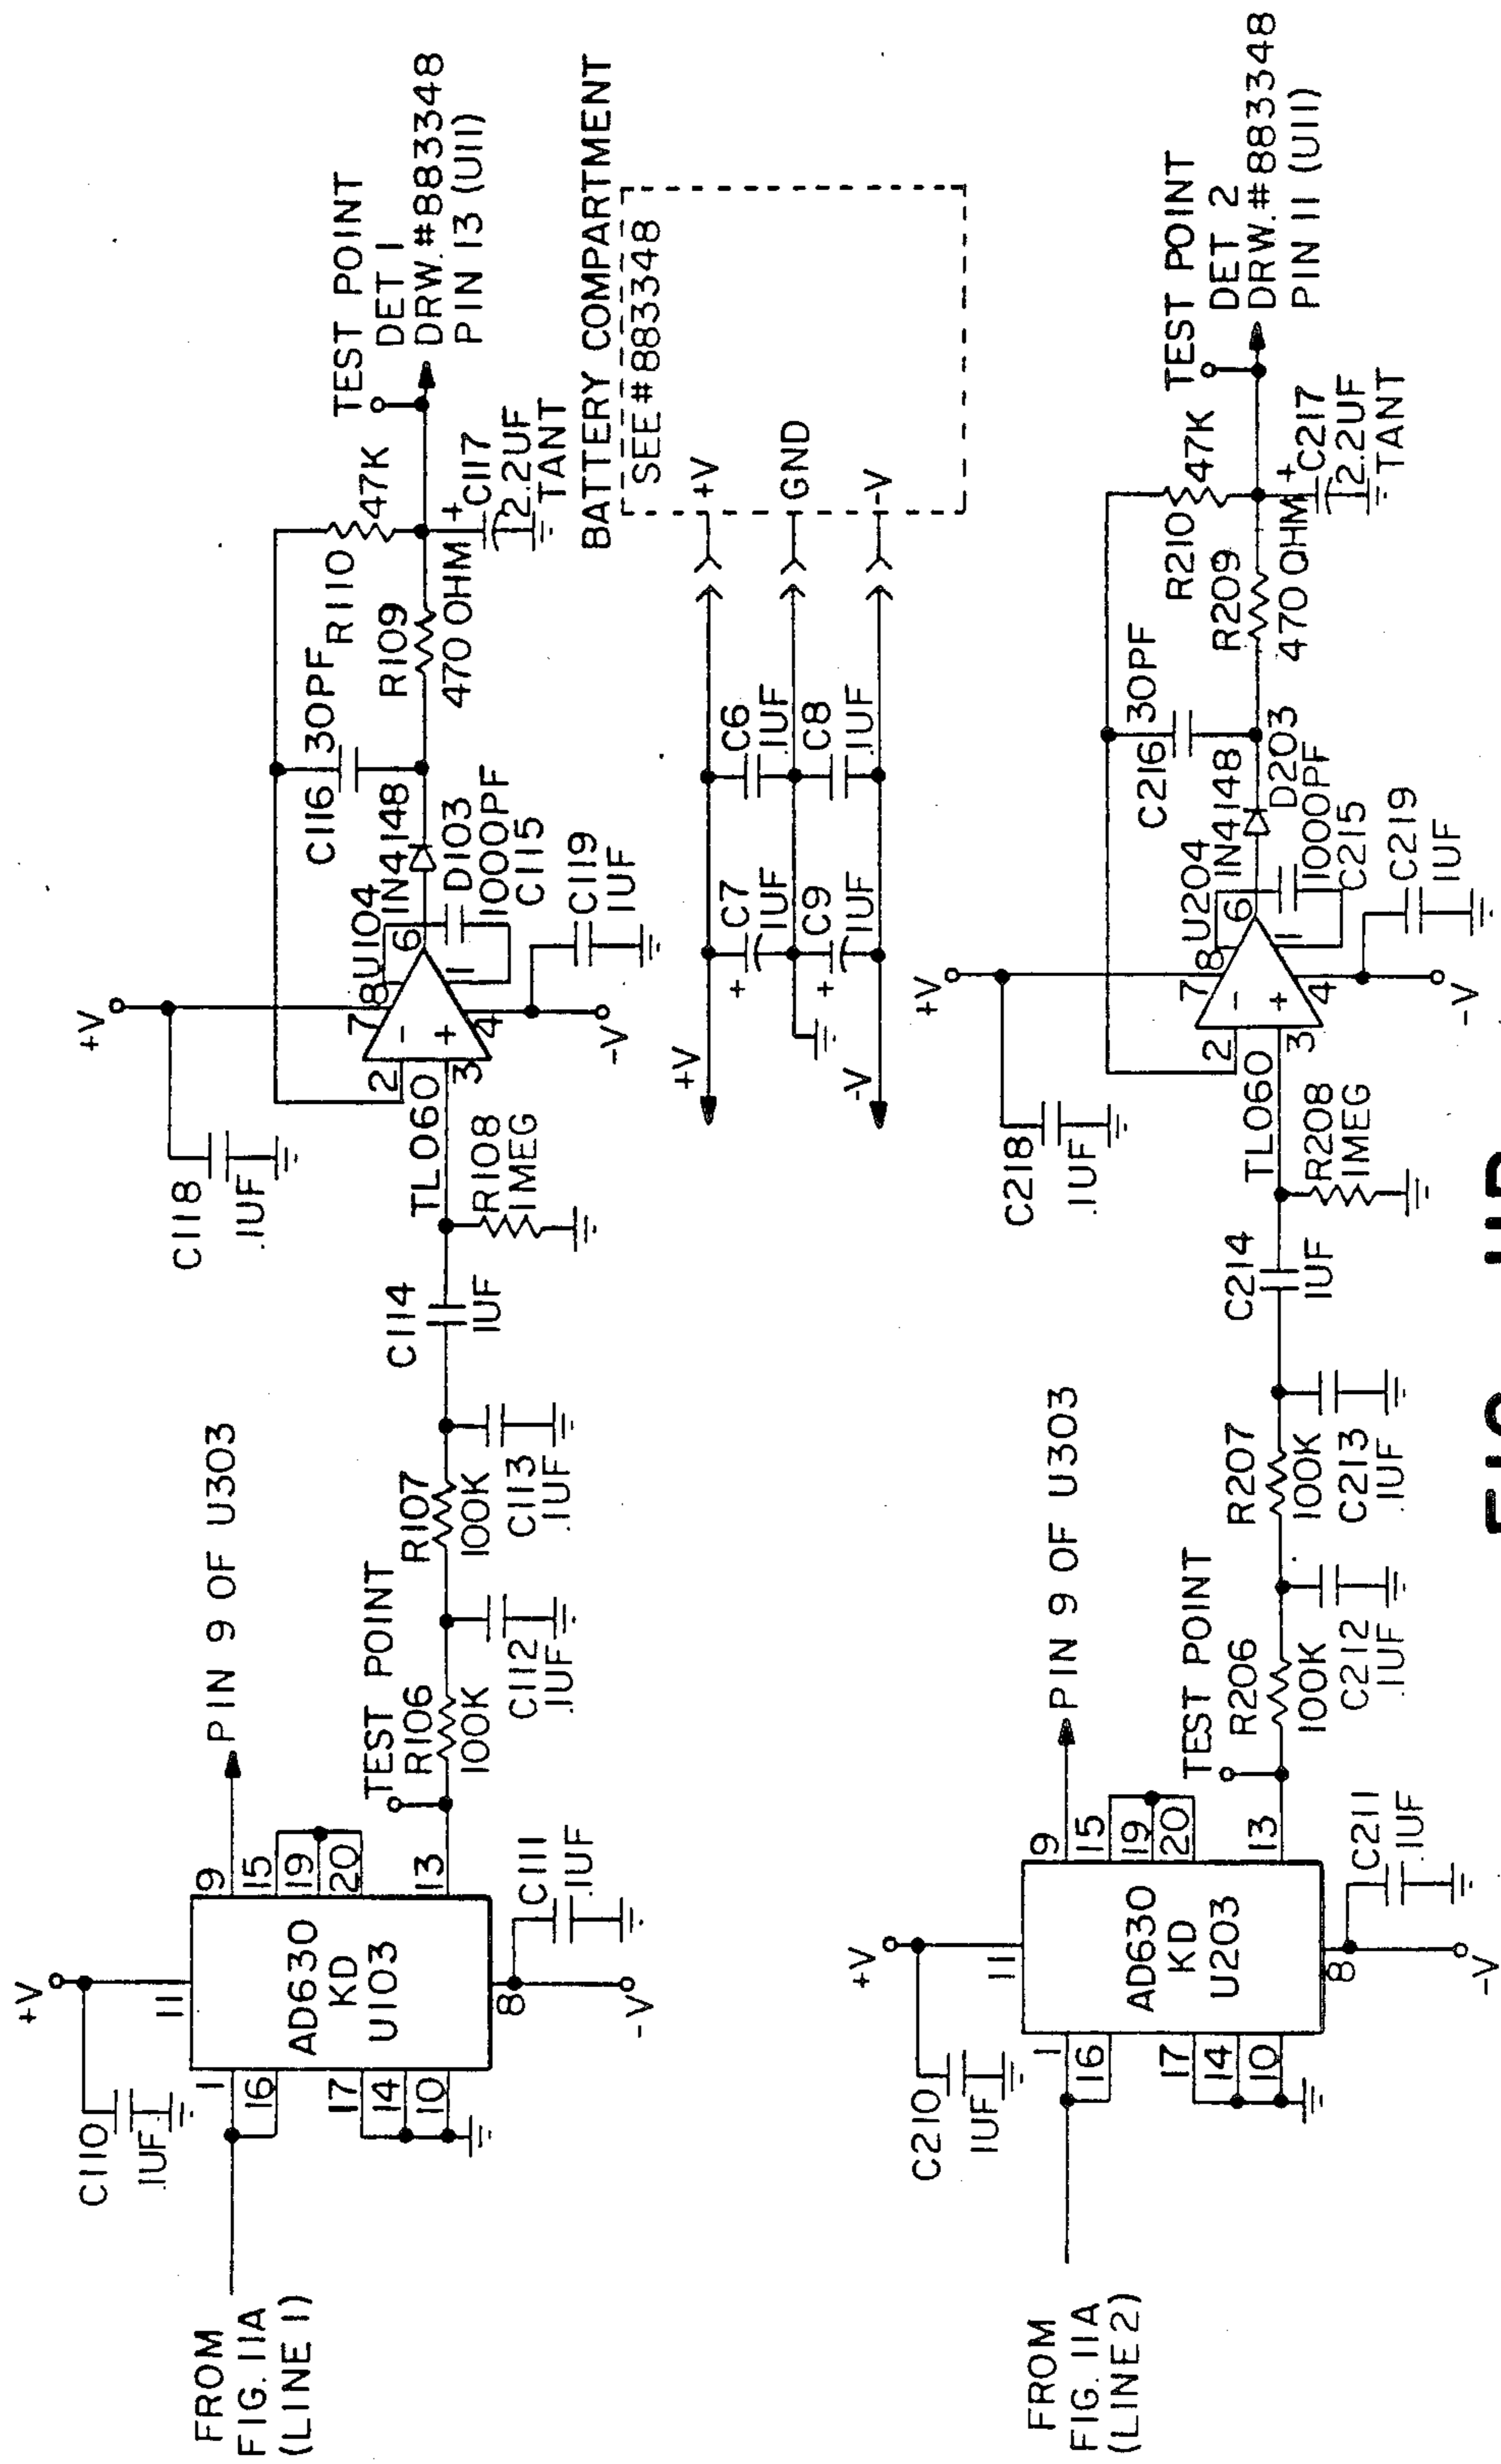 FROM
FIG. 11A
(LINE 1)
C110
.1UF
+V
11
1
16
17
14
10
AD630
KD
U103
9
15
19
20
13
8
-V
C111
.1UF
PIN 9 OF U303
TEST POINT
R106
100K
C112
.1UF
R107
100K
C113
.1UF
C114
1UF
R108
1MEG
TL060
C118
.1UF
+V
2
3
7
8
4
6
1
-
+
U104
-V
C119
.1UF
IN4148
D103
1000PF
C115
C116
30PF
R110
47K
R109
470 OHM
+
C117
2.2UF
TANT
TEST POINT
DET 1
DRW.#883348
PIN 13 (U11)
BATTERY COMPARTMENT
SEE#883348
+V
GND
-V
+V
-V
+
C7
1UF
+
C9
1UF
C6
.1UF
C8
.1UF
FROM
FIG. 11A
(LINE 2)
C210
.1UF
+V
11
1
16
17
14
10
AD630
KD
U203
9
15
19
20
13
8
-V
C211
.1UF
PIN 9 OF U303
TEST POINT
R206
100K
C212
.1UF
R207
100K
C213
.1UF
C214
1UF
R208
1MEG
TL060
C218
.1UF
+V
2
3
7
8
4
6
1
-
+
U204
-V
C219
.1UF
IN4148
D203
1000PF
C215
C216
30PF
R210
47K
R209
470 OHM
+
C217
2.2UF
TANT
TEST POINT
DET 2
DRW.#883348
PIN 11 (U11)